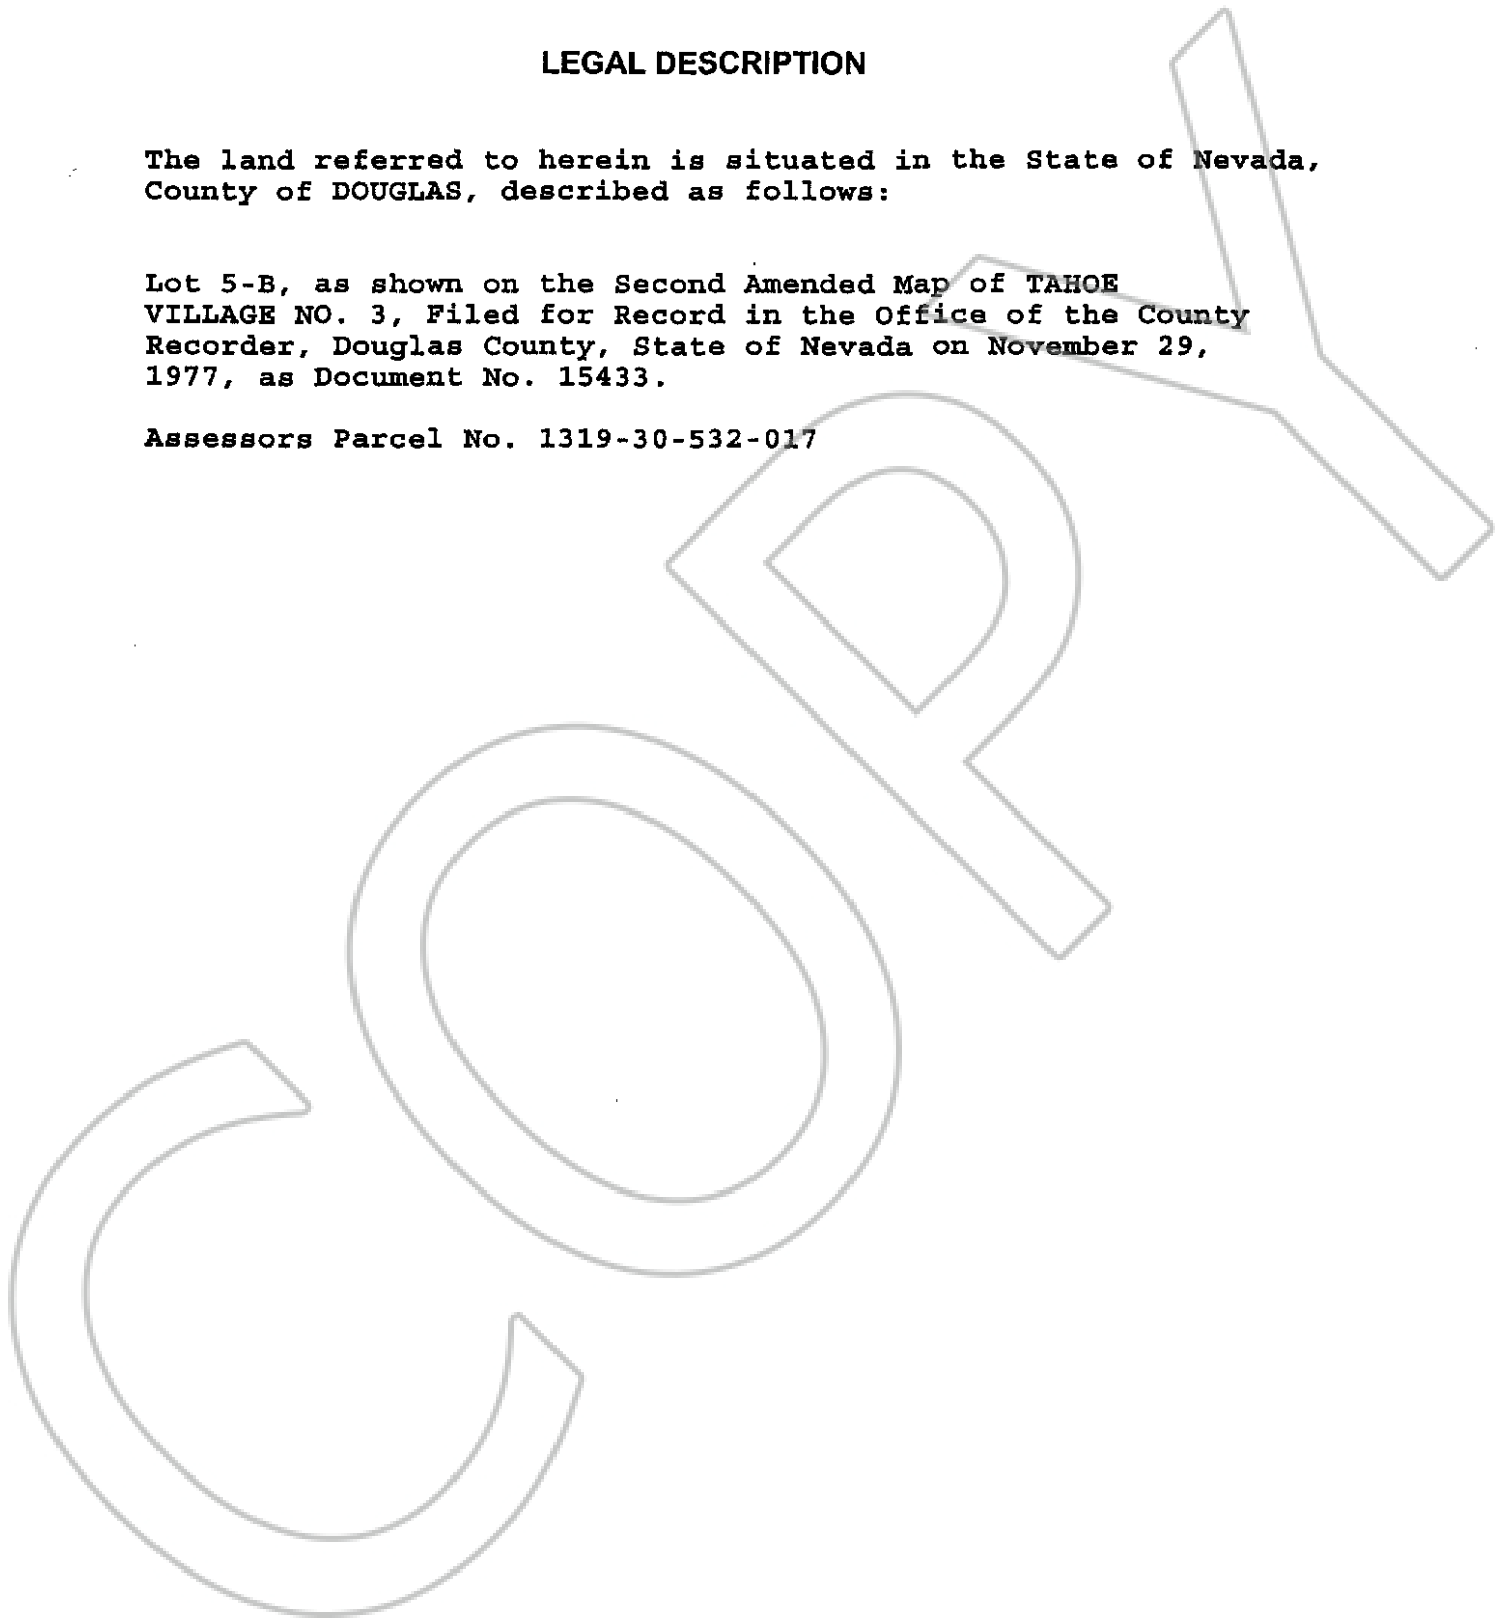 LEGAL DESCRIPTION
The land referred to herein is situated in the State of Nevada,
County of DOUGLAS, described as follows:
Lot 5-B, as shown on the Second Amended Map of TAHOE
VILLAGE NO. 3, Filed for Record in the Office of the County
Recorder, Douglas County, State of Nevada on November 29,
1977, as Document No. 15433.
Assessors Parcel No. 1319-30-532-017
COPY